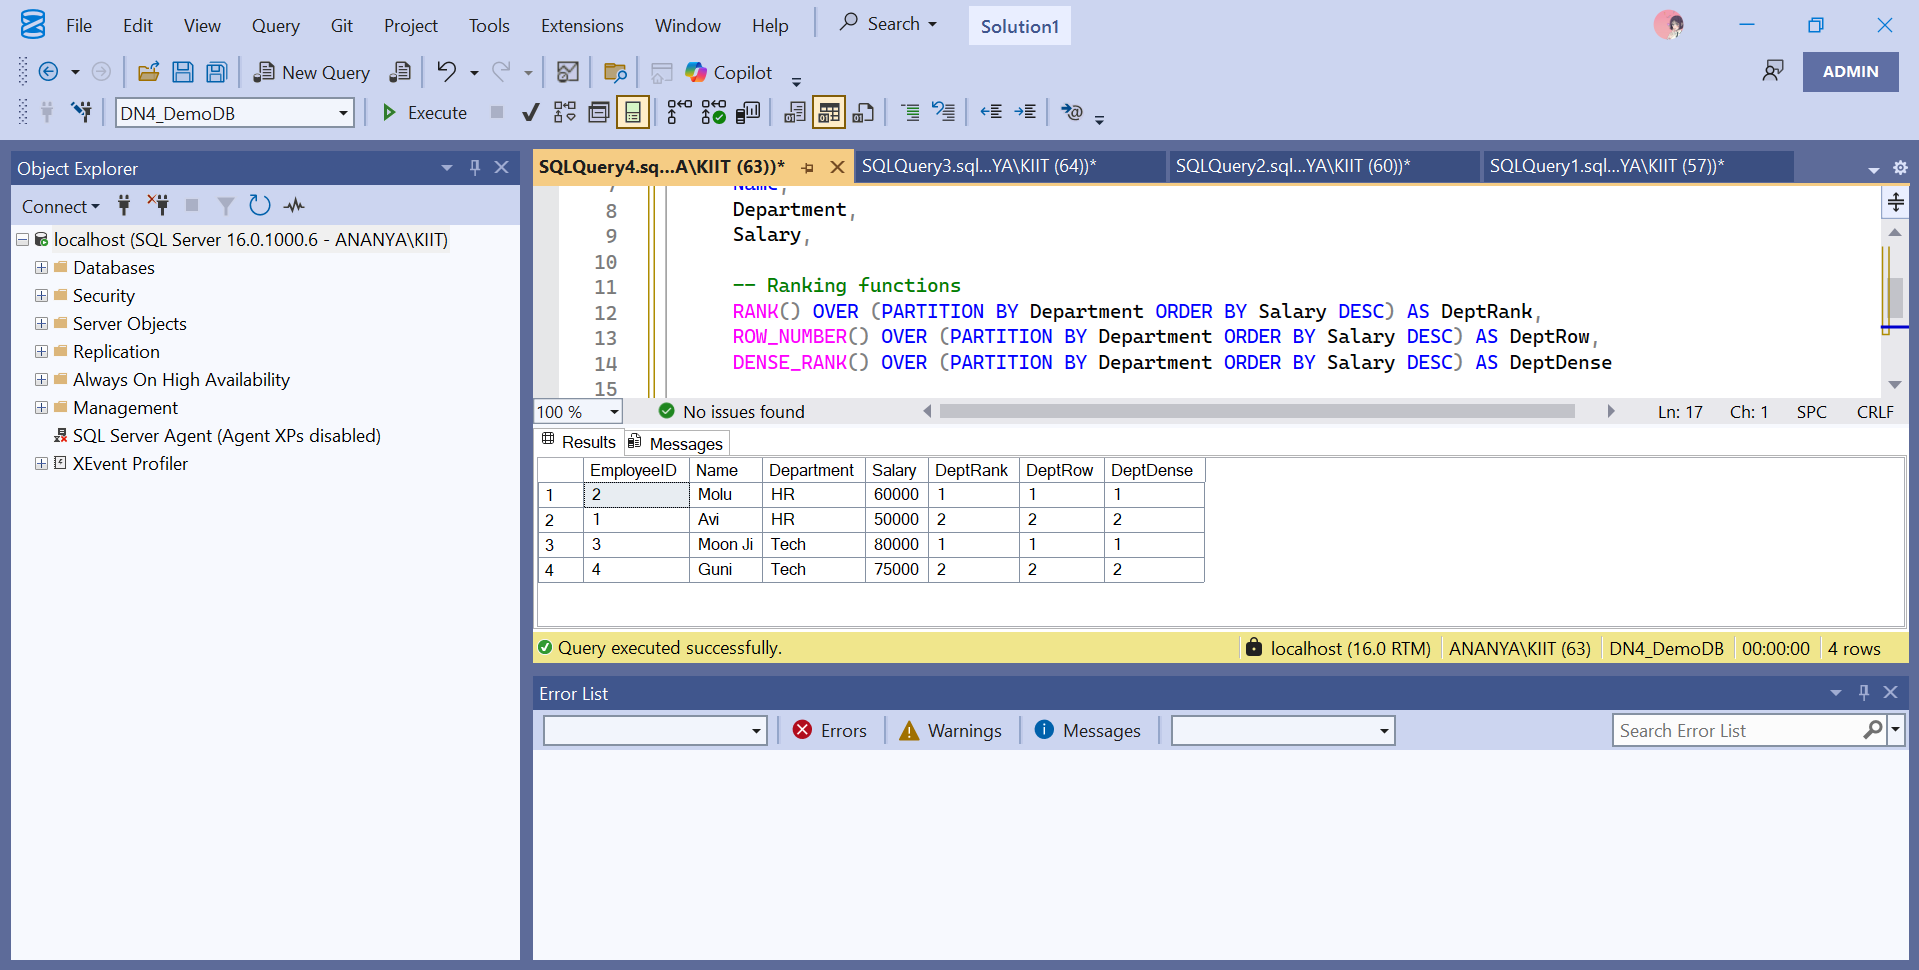 File Edit View Query Git Project Tools Extensions Window Help Search Solution1
New Query Copilot ADMIN
DN4_DemoDB Execute
Object Explorer
Connect
localhost (SQL Server 16.0.1000.6 - ANANYA\KIIT)
Databases
Security
Server Objects
Replication
Always On High Availability
Management
SQL Server Agent (Agent XPs disabled)
XEvent Profiler
SQLQuery4.sq...A\KIIT (63))* SQLQuery3.sql...YA\KIIT (64))* SQLQuery2.sql...YA\KIIT (60))* SQLQuery1.sql...YA\KIIT (57))*
7 Name,
8 Department,
9 Salary,
10
11 -- Ranking functions
12 RANK() OVER (PARTITION BY Department ORDER BY Salary DESC) AS DeptRank,
13 ROW_NUMBER() OVER (PARTITION BY Department ORDER BY Salary DESC) AS DeptRow,
14 DENSE_RANK() OVER (PARTITION BY Department ORDER BY Salary DESC) AS DeptDense
15
100 % No issues found Ln: 17 Ch: 1 SPC CRLF
Results Messages
EmployeeID Name Department Salary DeptRank DeptRow DeptDense
1 2 Molu HR 60000 1 1 1
2 1 Avi HR 50000 2 2 2
3 3 Moon Ji Tech 80000 1 1 1
4 4 Guni Tech 75000 2 2 2
Query executed successfully. localhost (16.0 RTM) ANANYA\KIIT (63) DN4_DemoDB 00:00:00 4 rows
Error List
Errors Warnings Messages Search Error List